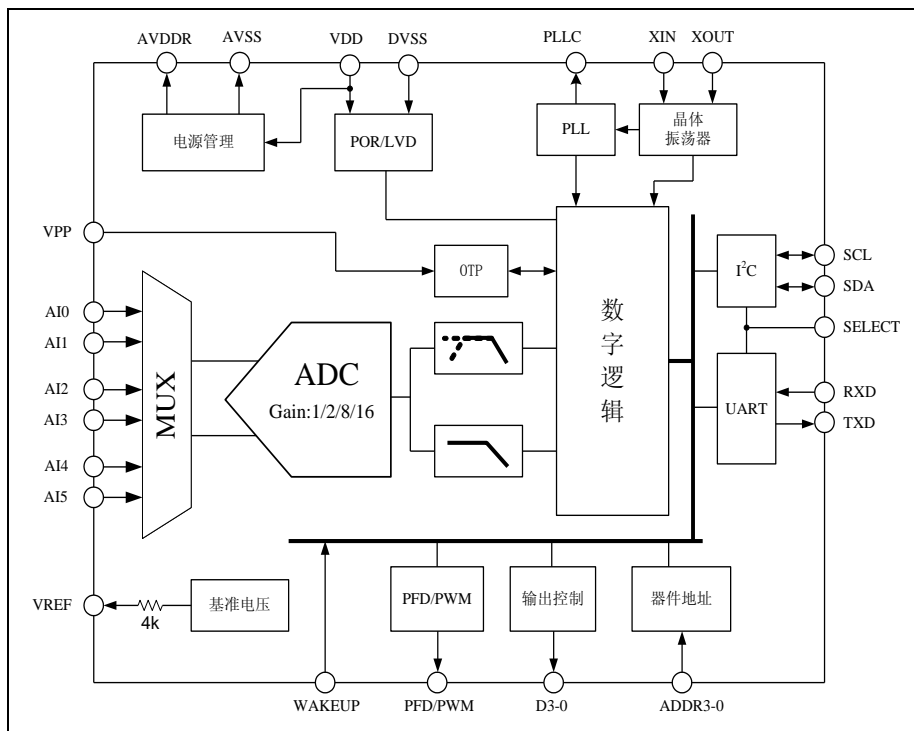 AVDDR
AVSS
VDD
DVSS
PLLC
XIN
XOUT
电源管理
POR/LVD
PLL
晶体
振荡器
VPP
OTP
I²C
SCL
SDA
SELECT
AI0
AI1
AI2
AI3
AI4
AI5
MUX
ADC
Gain:1/2/8/16
数字逻辑
UART
RXD
TXD
VREF
4k
基准电压
PFD/PWM
输出控制
器件地址
WAKEUP
PFD/PWM
D3-0
ADDR3-0